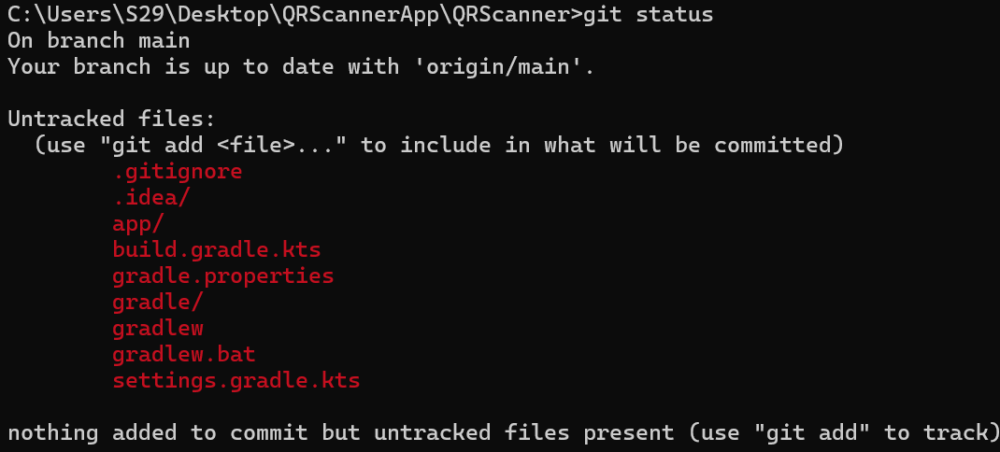 C:\Users\S29\Desktop\QRScannerApp\QRScanner>git status
On branch main
Your branch is up to date with 'origin/main'.

Untracked files:
  (use "git add <file>..." to include in what will be committed)
        .gitignore
        .idea/
        app/
        build.gradle.kts
        gradle.properties
        gradle/
        gradlew
        gradlew.bat
        settings.gradle.kts

nothing added to commit but untracked files present (use "git add" to track)